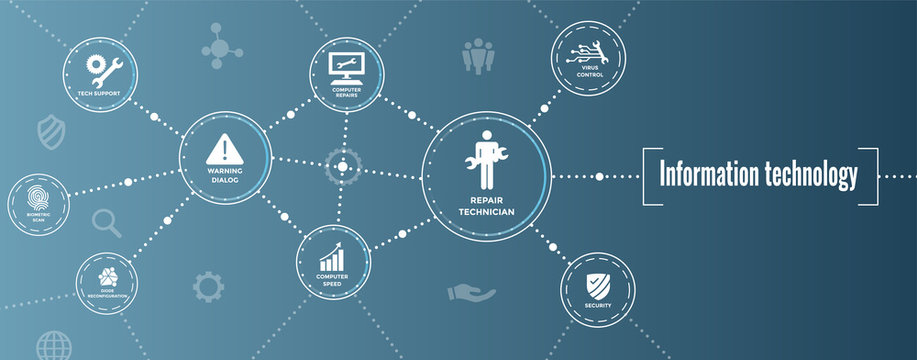 TECH SUPPORT
COMPUTER
REPAIRS
VIRUS
CONTROL
WARNING
DIALOG
Information technology
REPAIR
TECHNICIAN
BIOMETRIC
SCAN
COMPUTER
SPEED
DIODE
RECONFIGURATION
SECURITY